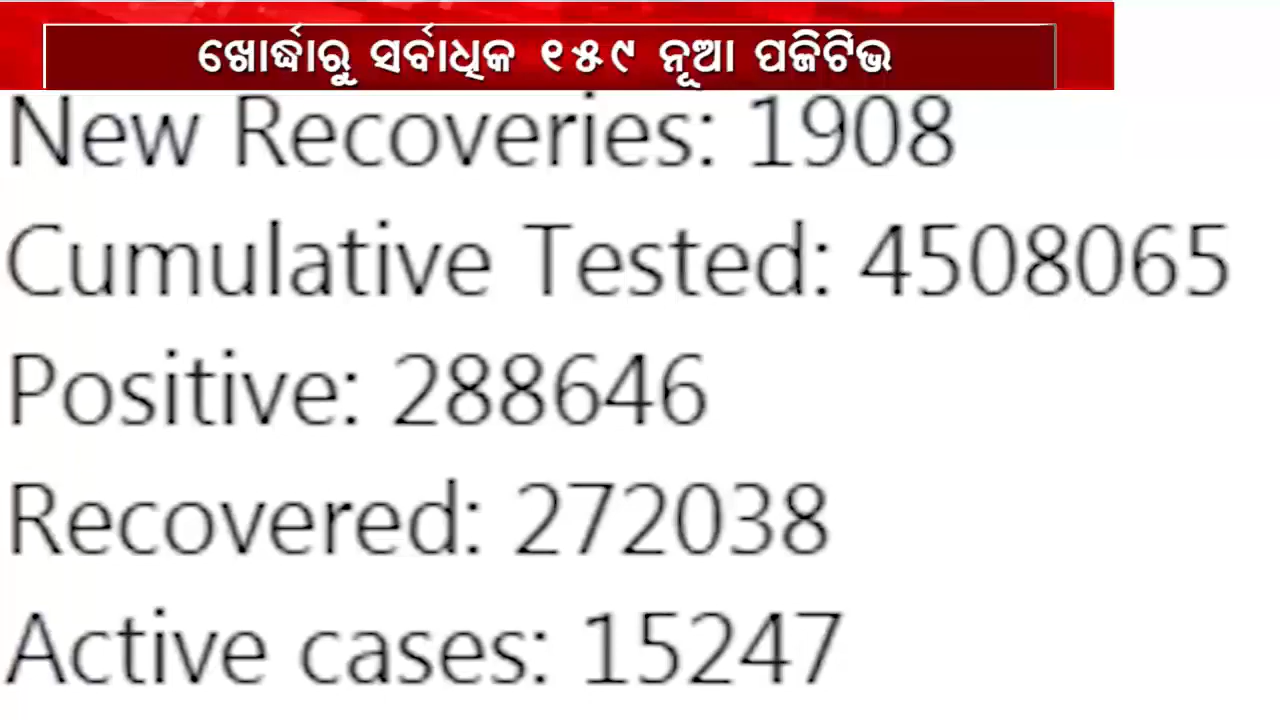 ଖୋର୍ଦ୍ଧାରୁ ସର୍ବାଧିକ ୧୫୯ ନୂଆ ପଜିଟିଭ
New Recoveries: 1908
Cumulative Tested: 4508065
Positive: 288646
Recovered: 272038
Active cases: 15247